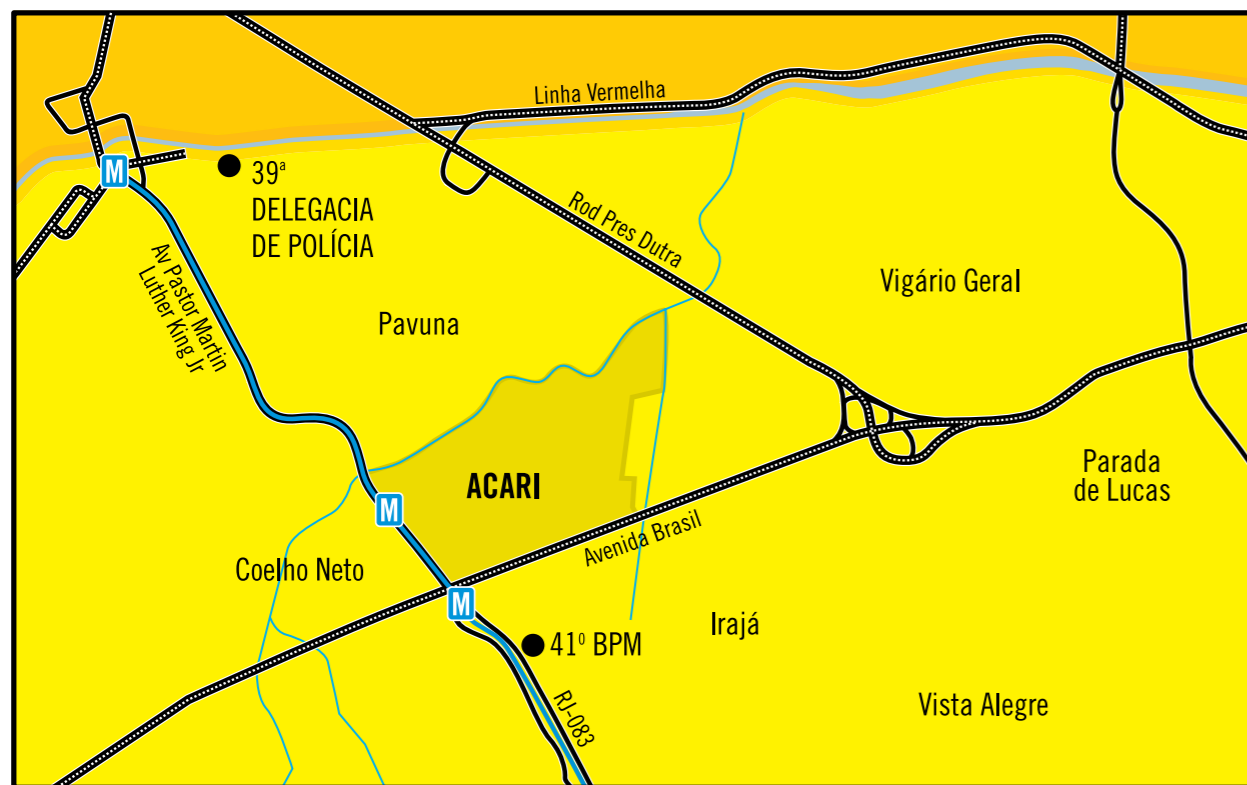 Linha Vermelha
M
39ª
DELEGACIA
DE POLÍCIA
Rod Pres Dutra
Av Pastor Martin
Luther King Jr
Vigário Geral
Pavuna
ACARI
Parada
de Lucas
M
Avenida Brasil
Coelho Neto
M
Irajá
41º BPM
Vista Alegre
RJ-083